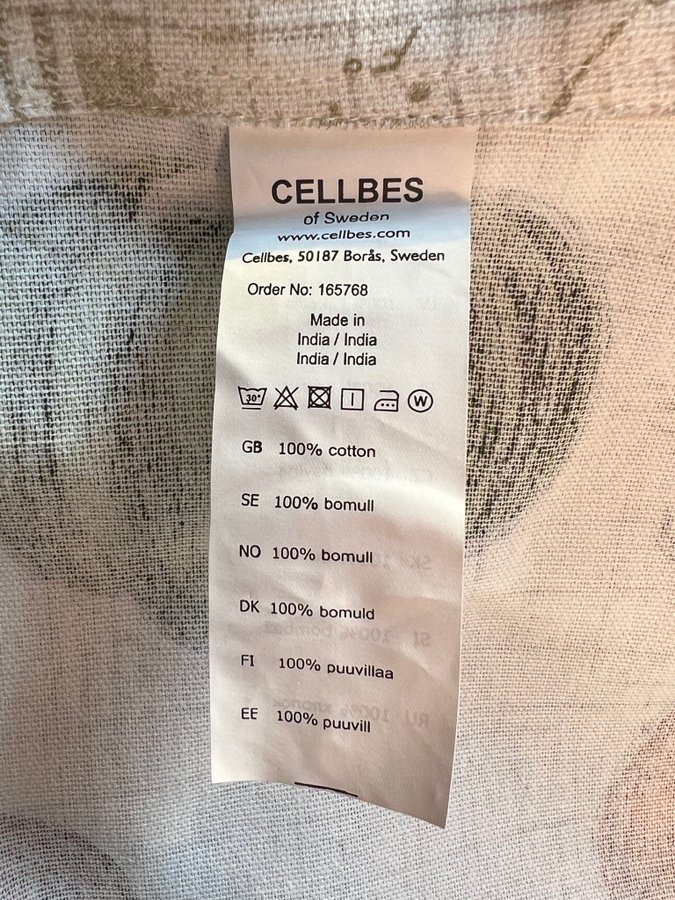 CELLBES
of Sweden
www.cellbes.com
Cellbes, 50187 Borås, Sweden
Order No: 165768
Made in
India / India
India / India
30° I W
GB 100% cotton
SE 100% bomull
NO 100% bomull
DK 100% bomuld
FI 100% puuvillaa
EE 100% puuvill